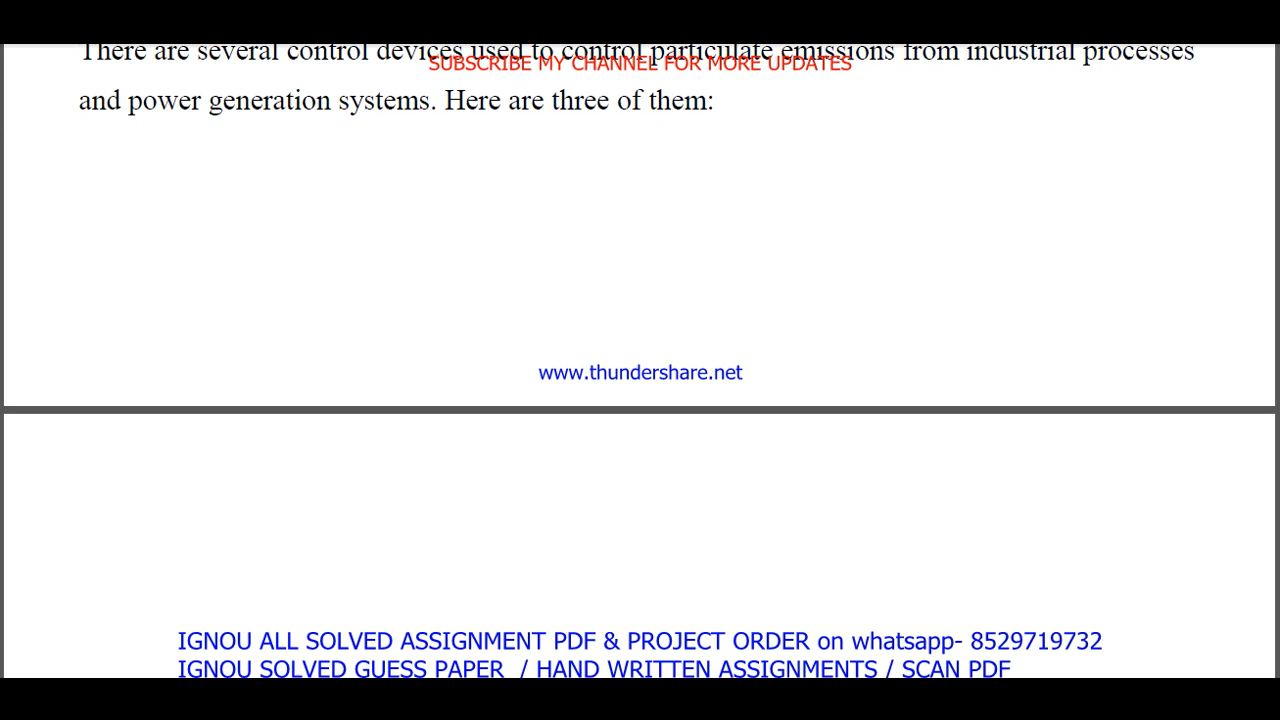 There are several control devices used to control particulate emissions from industrial processes
SUBSCRIBE MY CHANNEL FOR MORE UPDATES
and power generation systems. Here are three of them:
www.thundershare.net
IGNOU ALL SOLVED ASSIGNMENT PDF & PROJECT ORDER on whatsapp- 8529719732
IGNOU SOLVED GUESS PAPER / HAND WRITTEN ASSIGNMENTS / SCAN PDF